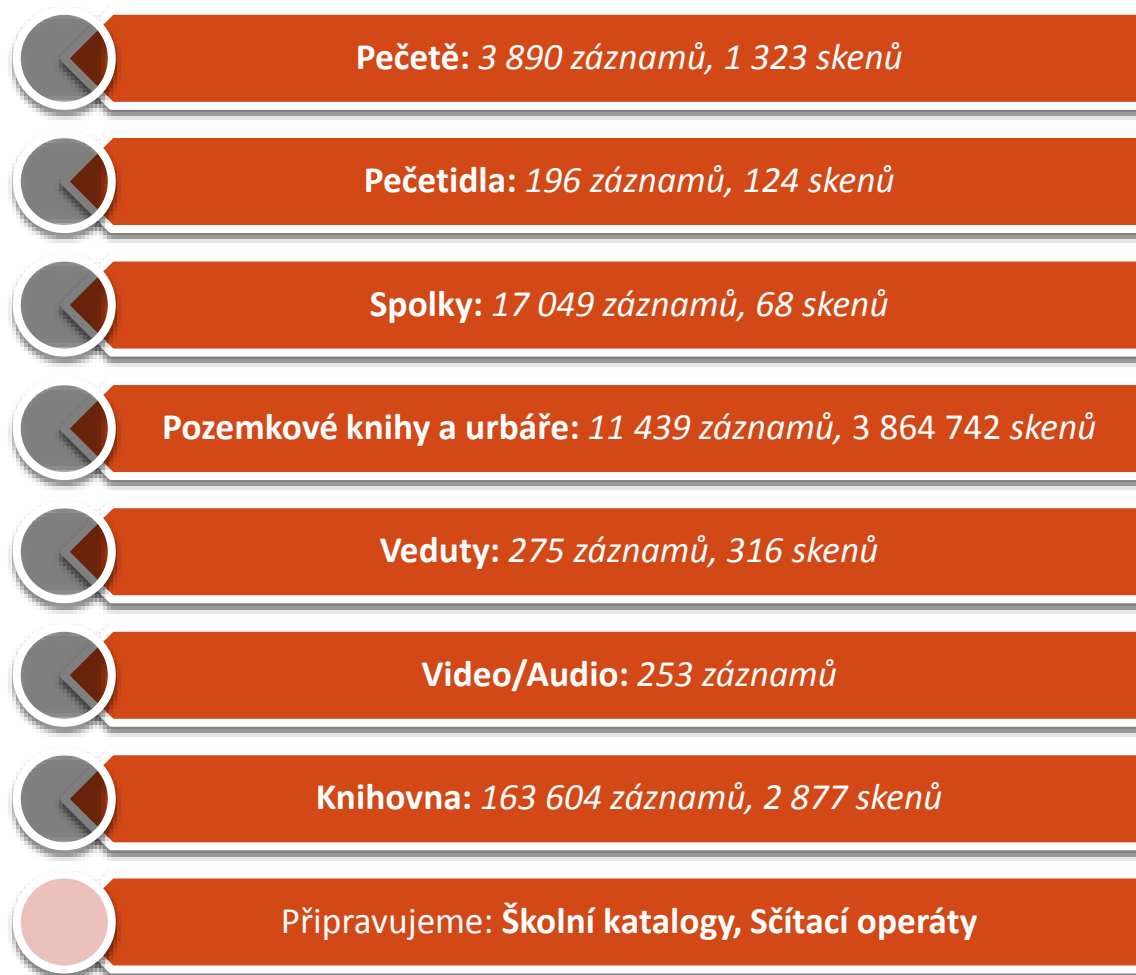 Pečetě: 3 890 záznamů, 1 323 skenů
Pečetidla: 196 záznamů, 124 skenů
Spolky: 17 049 záznamů, 68 skenů
Pozemkové knihy a urbáře: 11 439 záznamů, 3 864 742 skenů
Veduty: 275 záznamů, 316 skenů
Video/Audio: 253 záznamů
Knihovna: 163 604 záznamů, 2 877 skenů
Připravujeme: Školní katalogy, Sčítací operáty